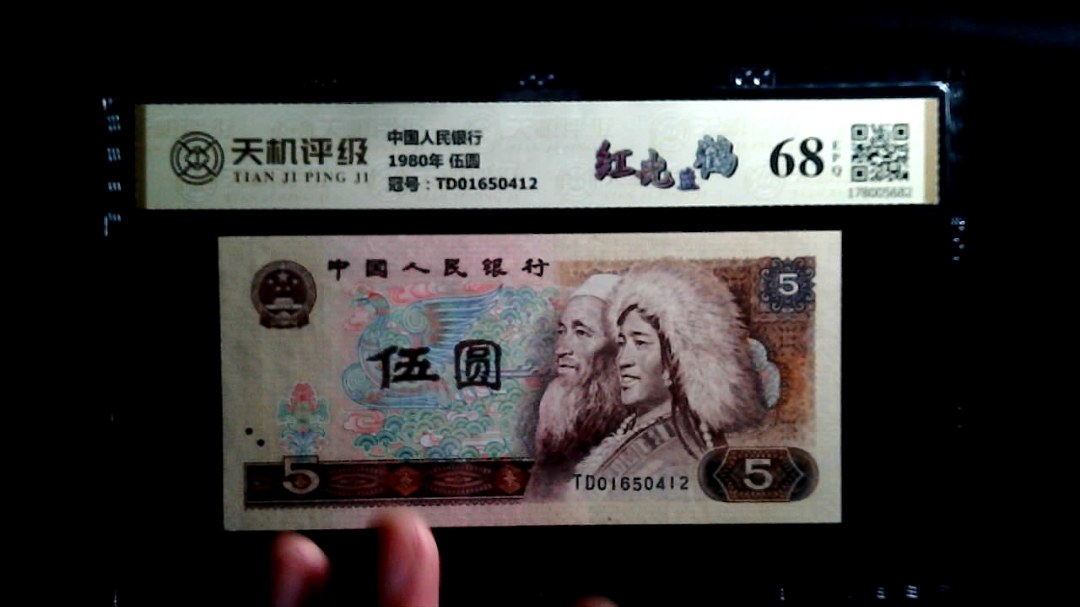 天机评级
TIAN JI PING JI
中国人民银行
1980年 伍圆
冠号：TD01650412
红屯蓝鹤
68
EPQ
178005682
中国人民银行
5
伍圆
5
TD01650412
5